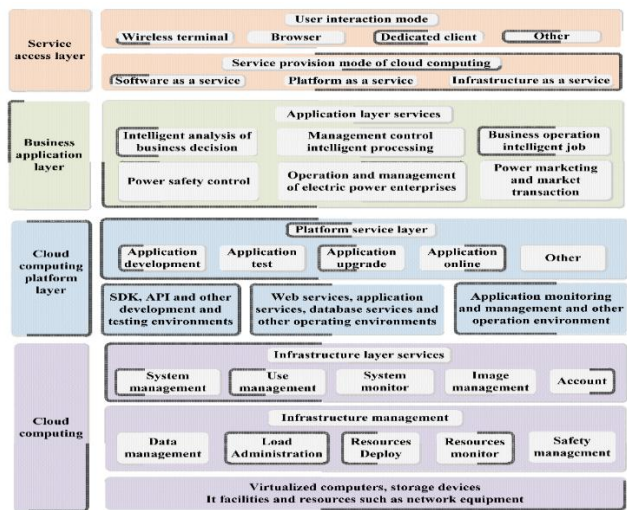 Service
access layer
User interaction mode
Wireless terminal
Browser
Dedicated client
Other
Service provision mode of cloud computing
Software as a service
Platform as a service
Infrastructure as a service
Business
application
layer
Application layer services
Intelligent analysis of
business decision
Management control
intelligent processing
Business operation
intelligent job
Power safety control
Operation and management
of electric power enterprises
Power marketing
and market
transaction
Cloud
computing
platform
layer
Platform service layer
Application
development
Application
test
Application
upgrade
Application
online
Other
SDK, API and other
development and
testing environments
Web services, application
services, database services and
other operating environments
Application monitoring
and management and other
operation environment
Cloud
computing
Infrastructure layer services
System
management
Use
management
System
monitor
Image
management
Account
Infrastructure management
Data
management
Load
Administration
Resources
Deploy
Resources
monitor
Safety
management
Virtualized computers, storage devices
It facilities and resources such as network equipment